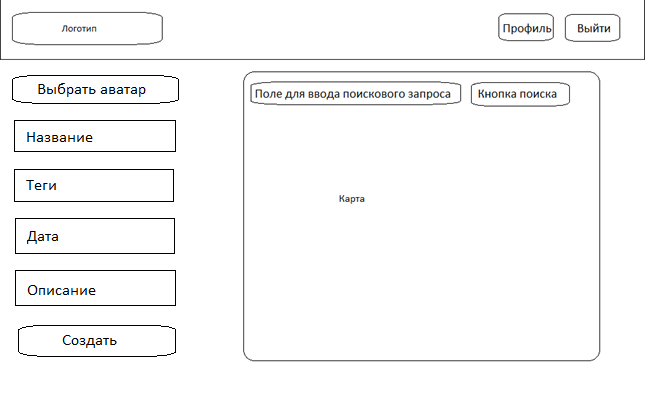 Логотип
Профиль
Выйти
Выбрать аватар
Название
Теги
Дата
Описание
Создать
Поле для ввода поискового запроса
Кнопка поиска
Карта